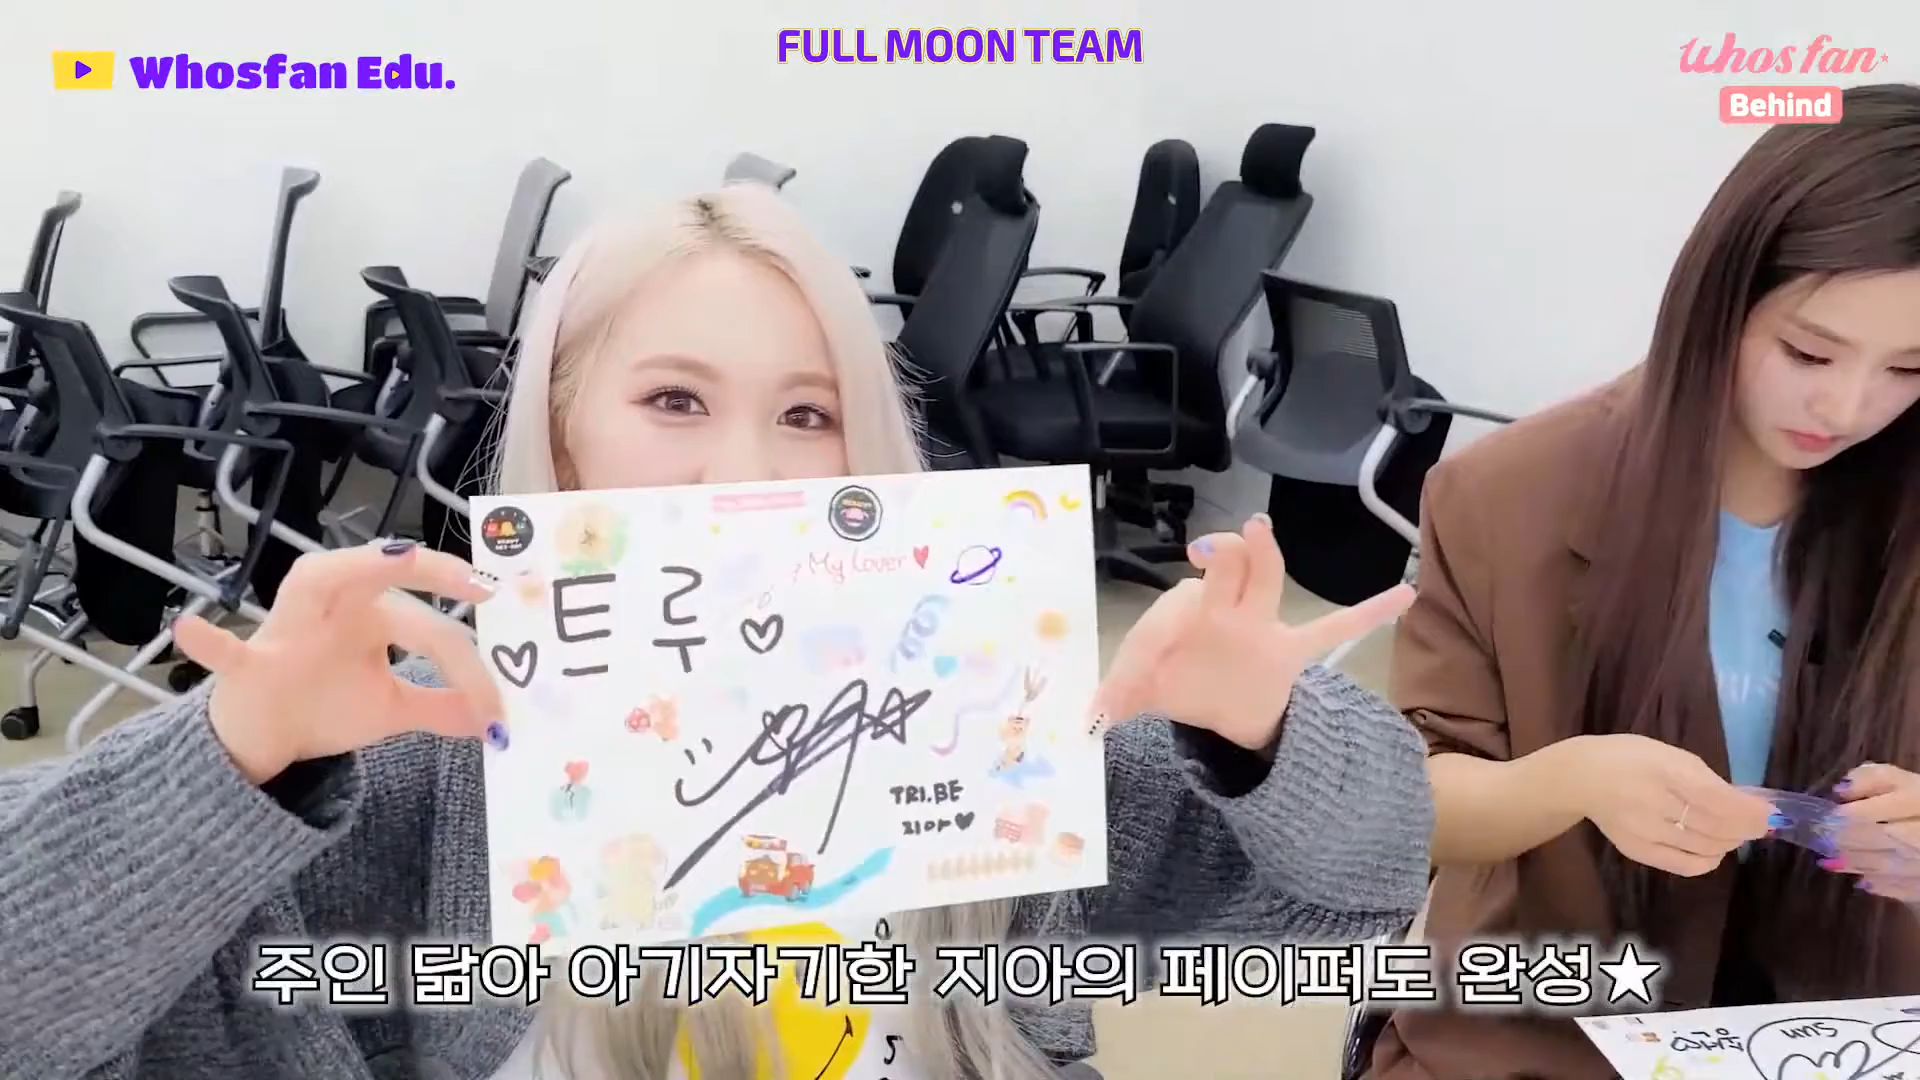 FULL MOON TEAM
Whosfan Edu.
whosfan
Behind
My Lover
트루
TRI.BE
지아
주인 닮아 아기자기한 지아의 페이퍼도 완성★
sun